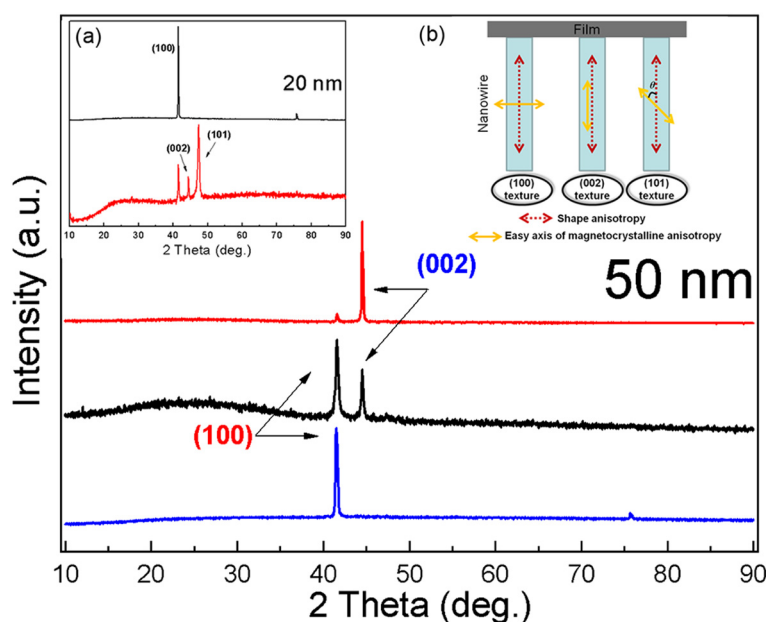 (a)
(100)
20 nm
(002)
(101)
10 20 30 40 50 60 70 80 90
2 Theta (deg.)
(b)
Film
Nanowire
(100)
texture
(002)
texture
(101)
texture
Shape anisotropy
Easy axis of magnetocrystalline anisotropy
(002)
50 nm
(100)
Intensity (a.u.)
10 20 30 40 50 60 70 80 90
2 Theta (deg.)